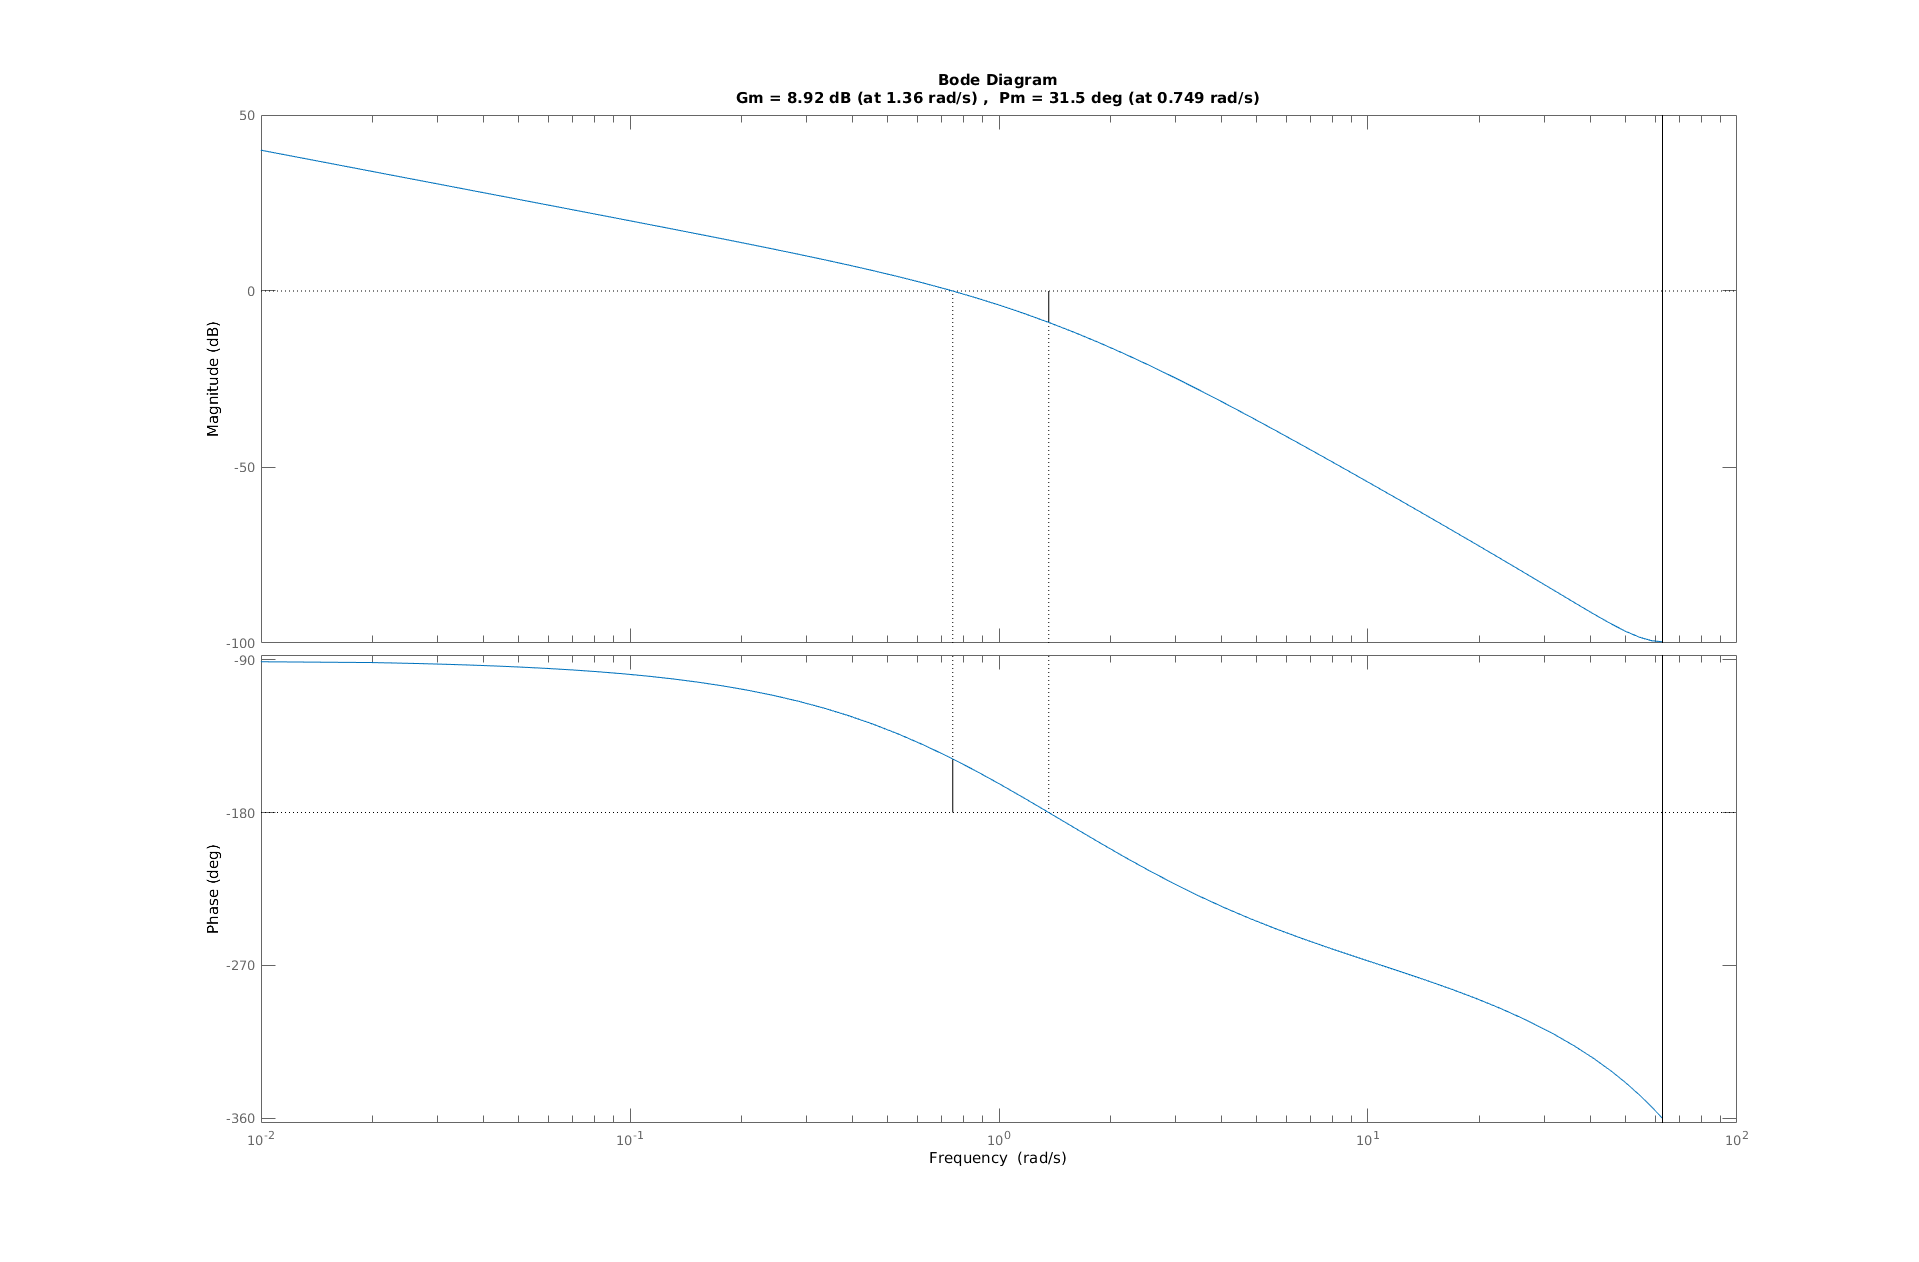 Bode Diagram
Gm = 8.92 dB (at 1.36 rad/s) ,  Pm = 31.5 deg (at 0.749 rad/s)
50
0
-50
-100
Magnitude (dB)
-90
-180
-270
-360
Phase (deg)
10^-2
10^-1
10^0
10^1
10^2
Frequency  (rad/s)